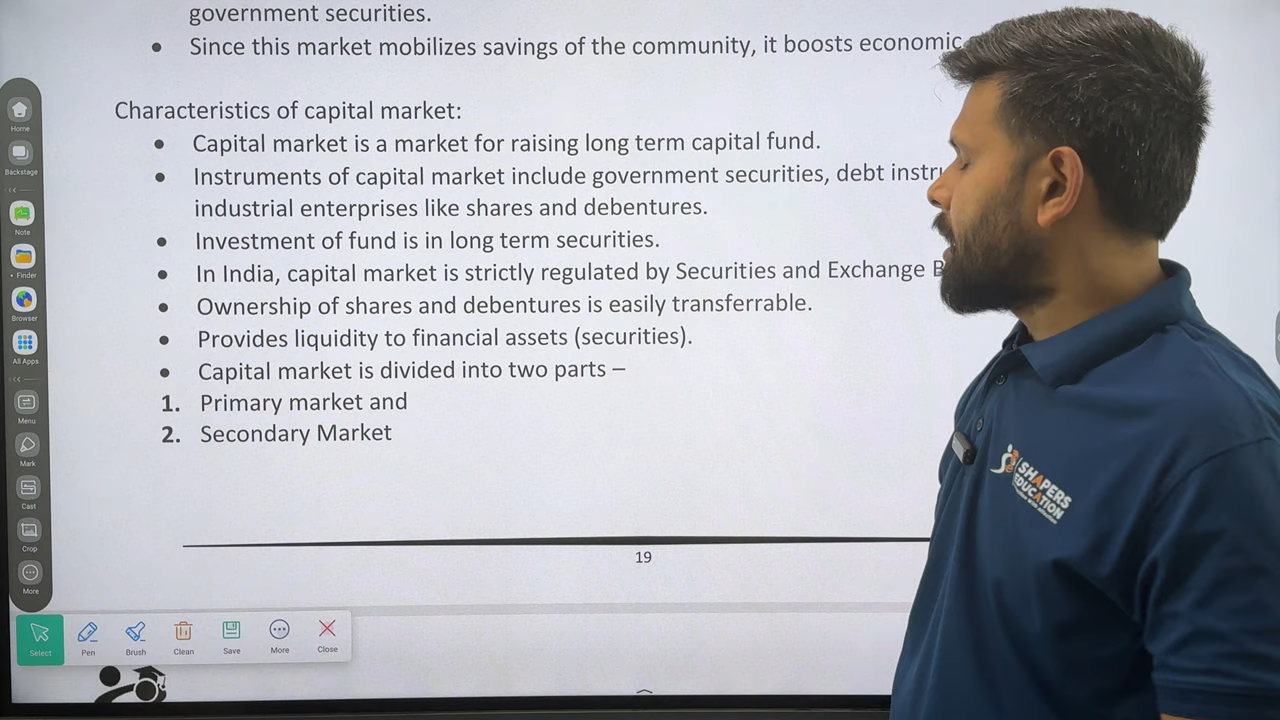 government securities.
• Since this market mobilizes savings of the community, it boosts economic
Characteristics of capital market:
• Capital market is a market for raising long term capital fund.
• Instruments of capital market include government securities, debt
industrial enterprises like shares and debentures.
• Investment of fund is in long term securities.
• In India, capital market is strictly regulated by Securities and Exchange
• Ownership of shares and debentures is easily transferrable.
• Provides liquidity to financial assets (securities).
• Capital market is divided into two parts –
1. Primary market and
2. Secondary Market
19
Home
Backstage
Note
Finder
Browser
All Apps
Menu
Mark
Cast
Crop
More
Select
Pen
Brush
Clean
Save
More
Close
SHAPERS
EDUCATION